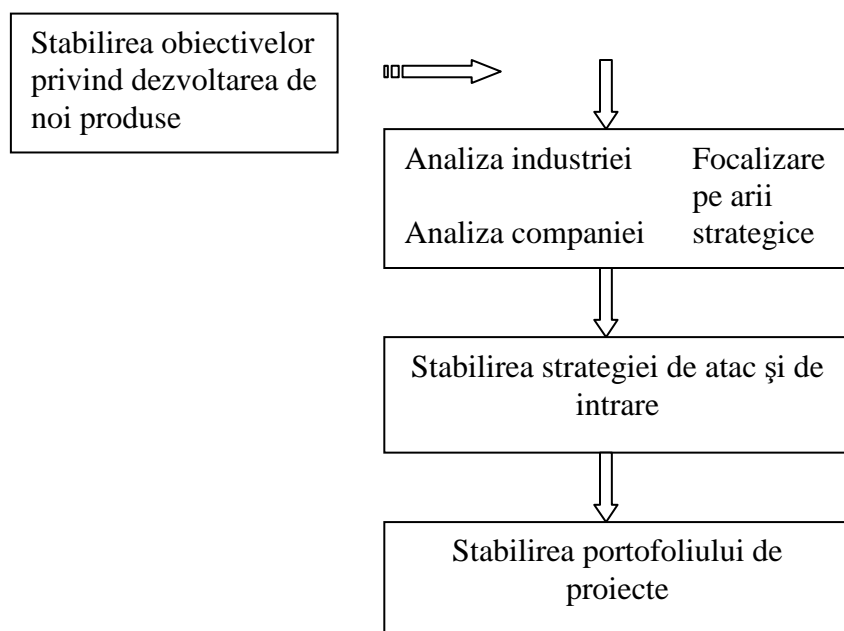 Stabilirea obiectivelor
privind dezvoltarea de
noi produse
Analiza industriei
Analiza companiei
Focalizare
pe arii
strategice
Stabilirea strategiei de atac şi de
intrare
Stabilirea portofoliului de
proiecte